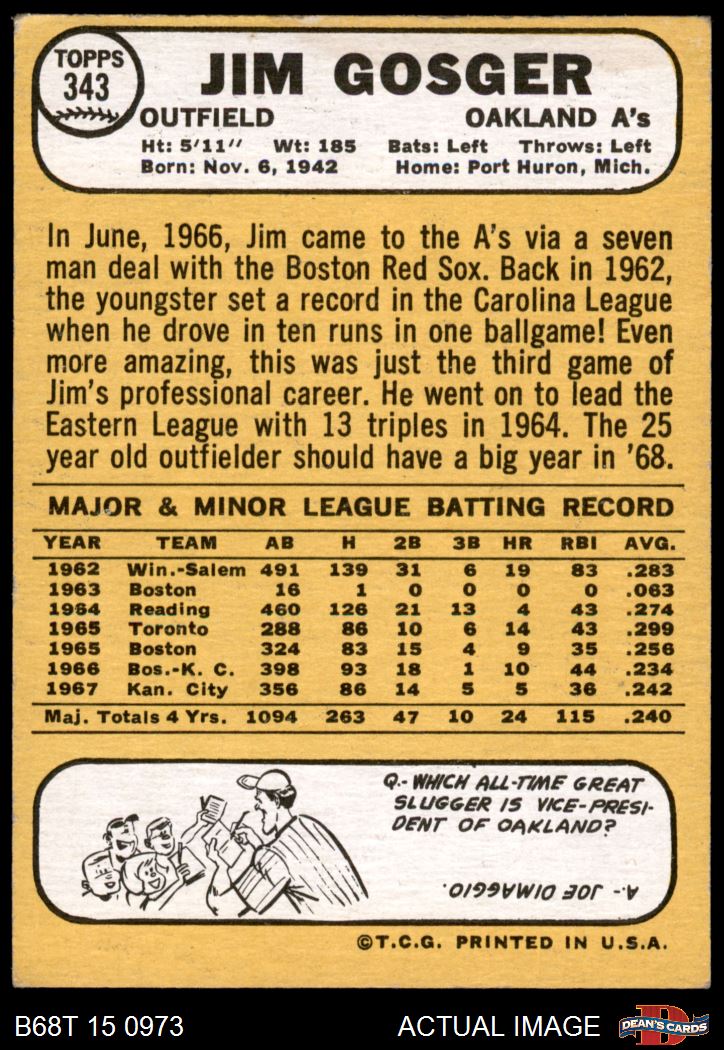 TOPPS
343
JIM GOSGER
OUTFIELD OAKLAND A's
Ht: 5'11" Wt: 185 Bats: Left Throws: Left
Born: Nov. 6, 1942 Home: Port Huron, Mich.
In June, 1966, Jim came to the A's via a seven
man deal with the Boston Red Sox. Back in 1962,
the youngster set a record in the Carolina League
when he drove in ten runs in one ballgame! Even
more amazing, this was just the third game of
Jim's professional career. He went on to lead the
Eastern League with 13 triples in 1964. The 25
year old outfielder should have a big year in '68.
MAJOR & MINOR LEAGUE BATTING RECORD
YEAR TEAM AB H 2B 3B HR RBI AVG.
1962 Win.-Salem 491 139 31 6 19 83 .283
1963 Boston 16 1 0 0 0 0 .063
1964 Reading 460 126 21 13 4 43 .274
1965 Toronto 288 86 10 6 14 43 .299
1965 Boston 324 83 15 4 9 35 .256
1966 Bos.-K. C. 398 93 18 1 10 44 .234
1967 Kan. City 356 86 14 5 5 36 .242
Maj. Totals 4 Yrs. 1094 263 47 10 24 115 .240
Q.- WHICH ALL-TIME GREAT
SLUGGER IS VICE-PRESI-
DENT OF OAKLAND?
A.- JOE DIMAGGIO.
©T.C.G. PRINTED IN U.S.A.
B68T 15 0973 ACTUAL IMAGE
D
DEAN'S CARDS